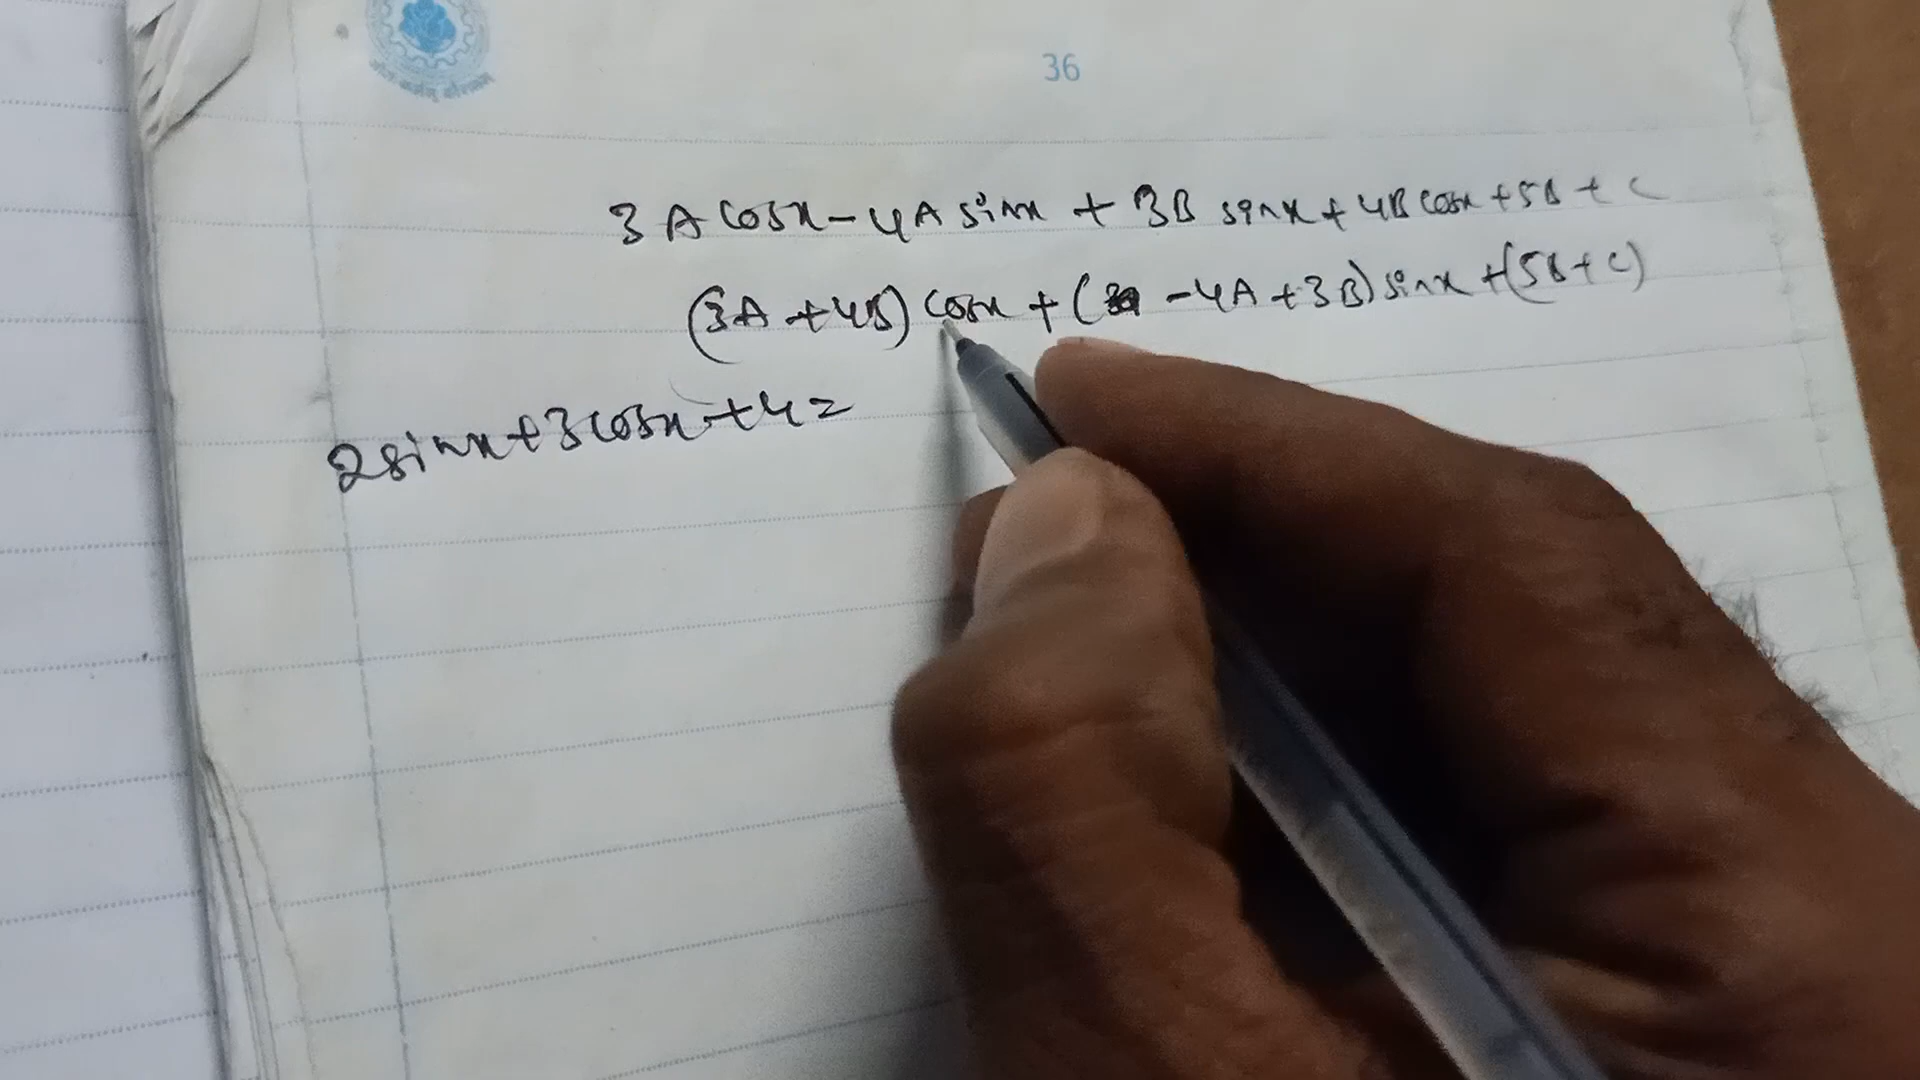 36
3A cosx - 4A sinx + 3B sinx + 4B cosx + 5B + C
(3A + 4B) cosx + ( -4A + 3B) sinx + (5B + C)
2sinx + 3cosx + 4 =